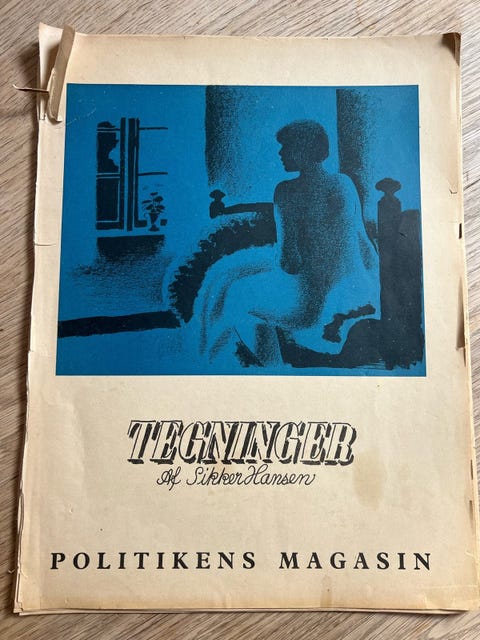 TEGNINGER
Af Sikker Hansen
POLITIKENS MAGASIN